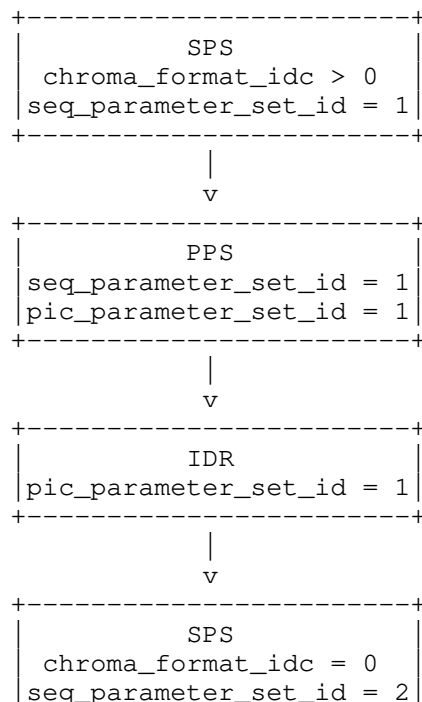 +-----------------------+
| SPS |
| chroma_format_idc > 0 |
|seq_parameter_set_id = 1|
+-----------------------+
|
v
+-----------------------+
| PPS |
|seq_parameter_set_id = 1|
|pic_parameter_set_id = 1|
+-----------------------+
|
v
+-----------------------+
| IDR |
|pic_parameter_set_id = 1|
+-----------------------+
|
v
+-----------------------+
| SPS |
| chroma_format_idc = 0 |
|seq_parameter_set_id = 2|